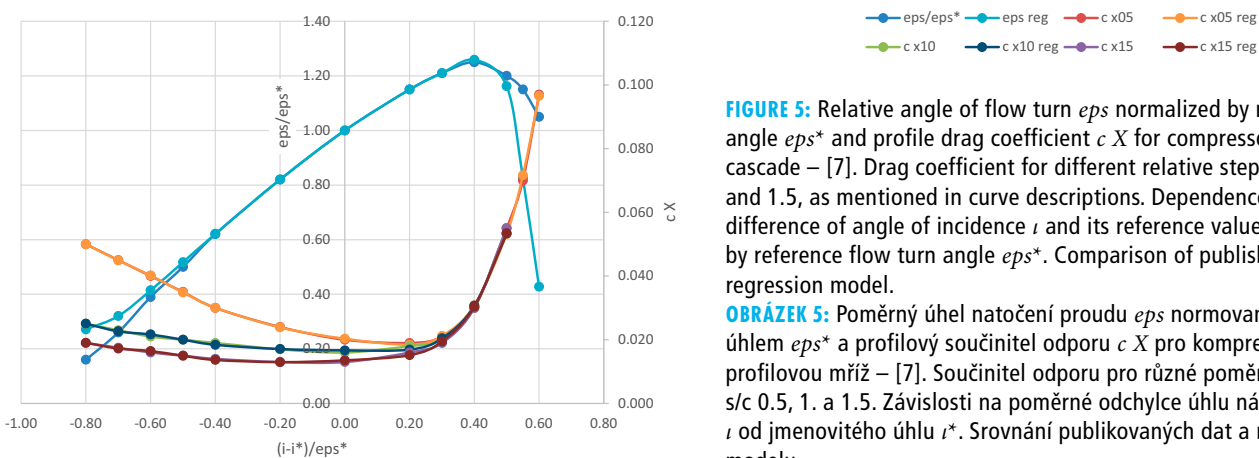 1.40
1.20
1.00
0.80
0.60
0.40
0.20
0.00
eps/eps*
0.120
0.100
0.080
0.060
0.040
0.020
0.000
c X
-1.00 -0.80 -0.60 -0.40 -0.20 0.00 0.20 0.40 0.60 0.80
(i-i*)/eps*
eps/eps* eps reg c x05 c x05 reg
c x10 c x10 reg c x15 c x15 reg
FIGURE 5: Relative angle of flow turn eps normalized by
angle eps* and profile drag coefficient c X for
cascade – [7]. Drag coefficient for different relative
and 1.5, as mentioned in curve descriptions.
difference of angle of incidence ι and its reference value
by reference flow turn angle eps*. Comparison of
regression model.
OBRÁZEK 5: Poměrný úhel natočení proudu eps
úhlem eps* a profilový součinitel odporu c X pro
profilovou mříž – [7]. Součinitel odporu pro různé
s/c 0.5, 1. a 1.5. Závislosti na poměrné odchylce úhlu
ι od jmenovitého úhlu ι*. Srovnání publikovaných dat a